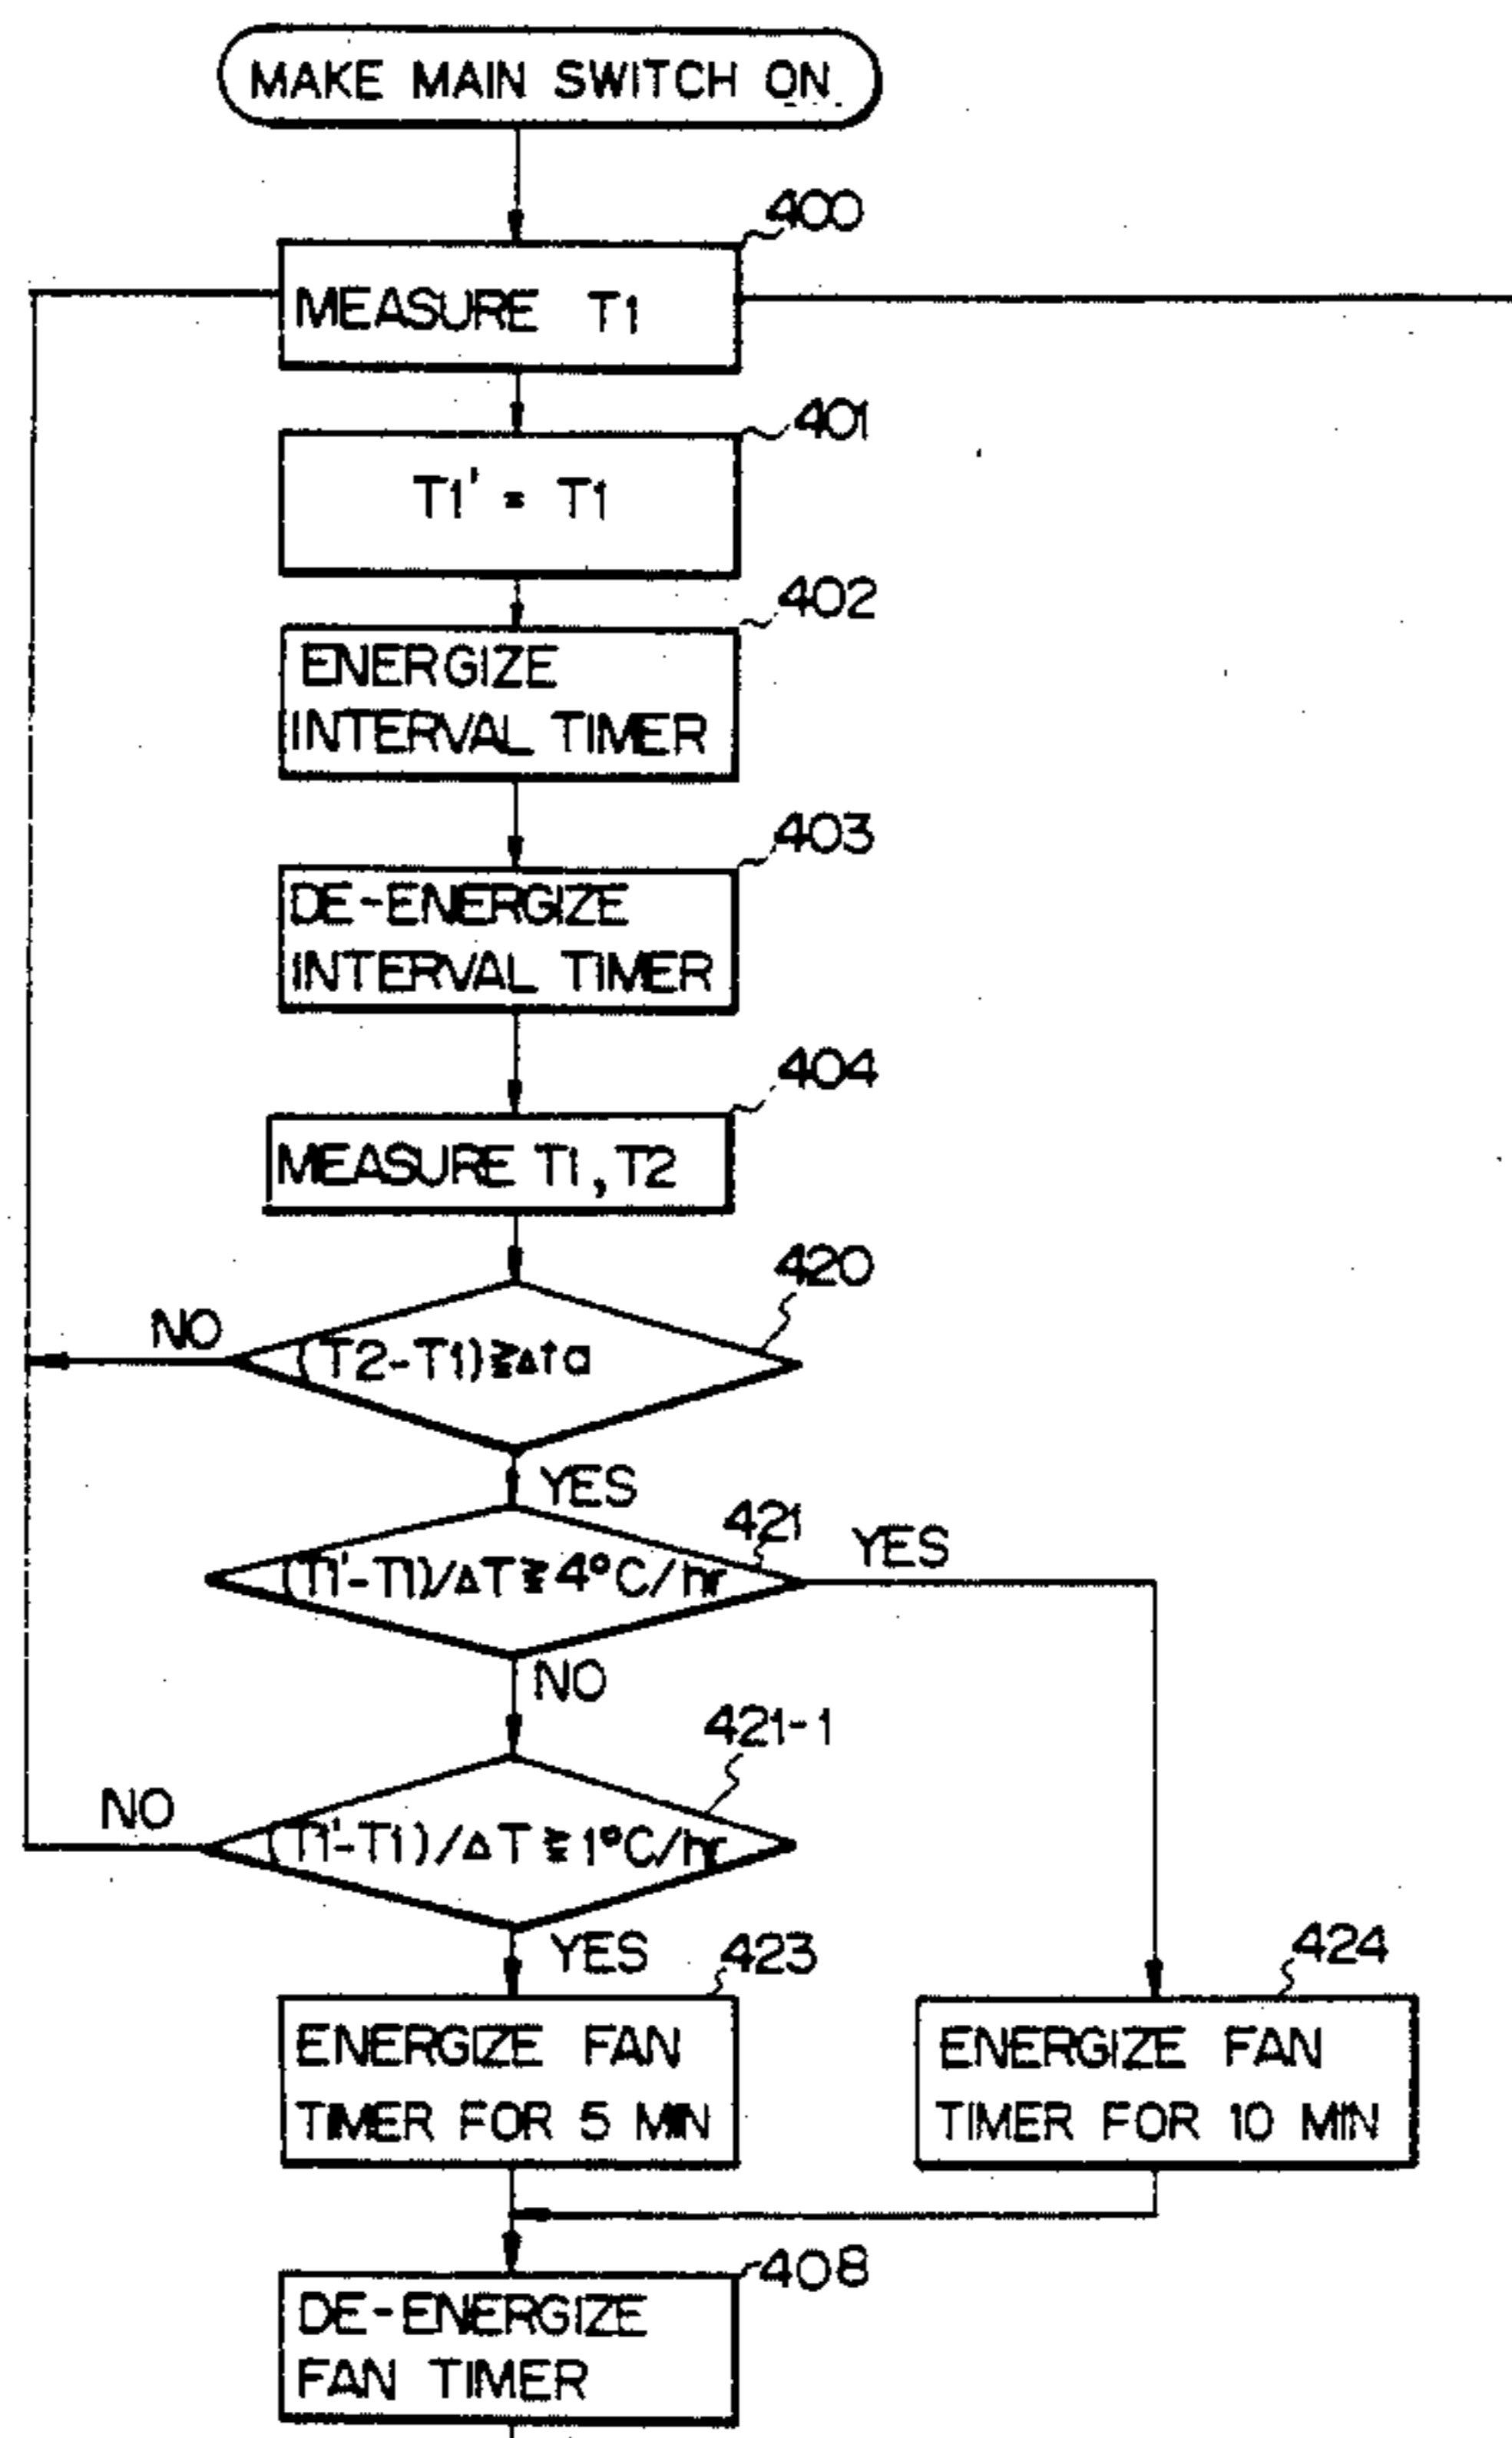 MAKE MAIN SWITCH ON
400
MEASURE T1
401
T1' = T1
402
ENERGIZE
INTERVAL TIMER
403
DE-ENERGIZE
INTERVAL TIMER
404
MEASURE T1, T2
420
NO
(T2-T1)≧Δta
YES
421
YES
(T1'-T1)/ΔT≧4°C/hr
NO
421-1
NO
(T1'-T1)/ΔT≧1°C/hr
YES
423
424
ENERGIZE FAN
TIMER FOR 5 MIN
ENERGIZE FAN
TIMER FOR 10 MIN
408
DE-ENERGIZE
FAN TIMER